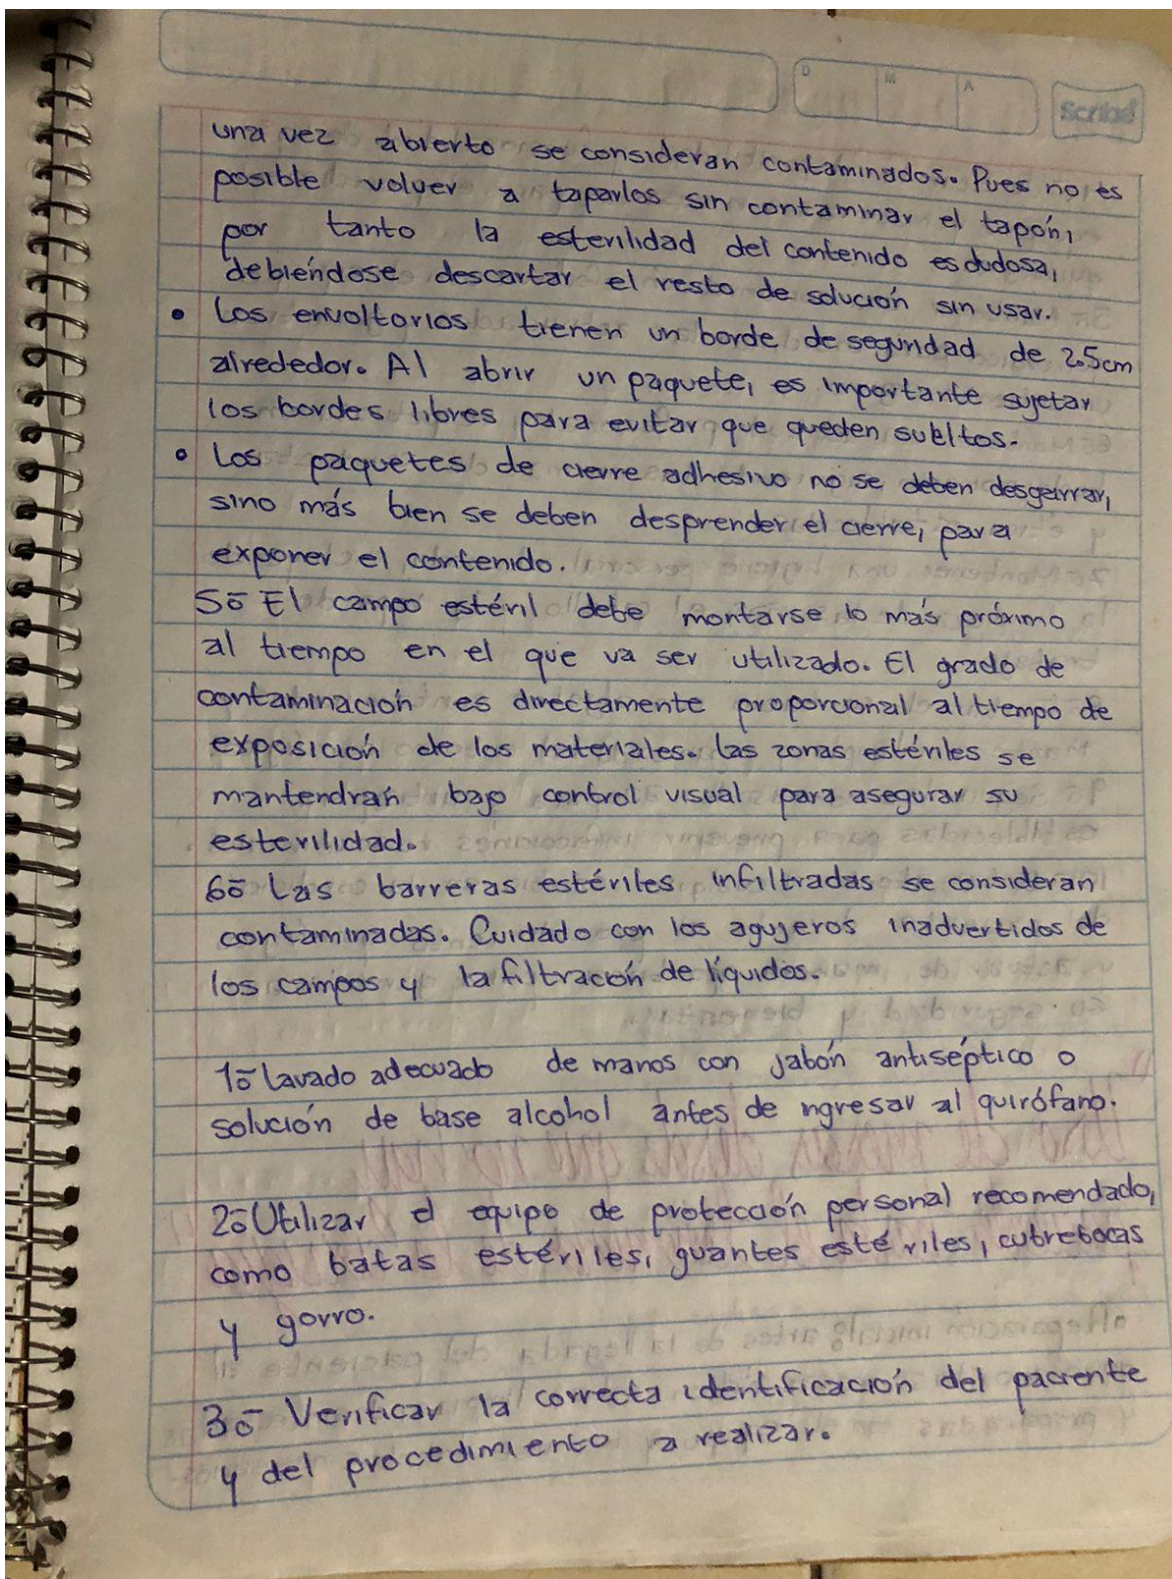 D M A
Scribe
una vez abierto se consideran contaminados. Pues no es
posible volver a taparlos sin contaminar el tapón,
por tanto la esterilidad del contenido es dudosa,
debiéndose descartar el resto de solución sin usar.
• Los envoltorios tienen un borde de seguridad de 2.5cm
alrededor. Al abrir un paquete, es importante sujetar
los bordes libres para evitar que queden sueltos.
• Los paquetes de cierre adhesivo no se deben desgarrar,
sino más bien se deben desprender el cierre, para
exponer el contenido.
5.- El campo estéril debe montarse lo más próximo
al tiempo en el que va ser utilizado. El grado de
contaminación es directamente proporcional al tiempo de
exposición de los materiales. Las zonas estériles se
mantendrán bajo control visual para asegurar su
esterilidad.
6.- Las barreras estériles infiltradas se consideran
contaminadas. Cuidado con los agujeros inadvertidos de
los campos y la filtración de líquidos.
1.- Lavado adecuado de manos con jabón antiséptico o
solución de base alcohol antes de ingresar al quirófano.
2.- Utilizar el equipo de protección personal recomendado,
como batas estériles, guantes estériles, cubrebocas
y gorro.
3.- Verificar la correcta identificación del paciente
y del procedimiento a realizar.